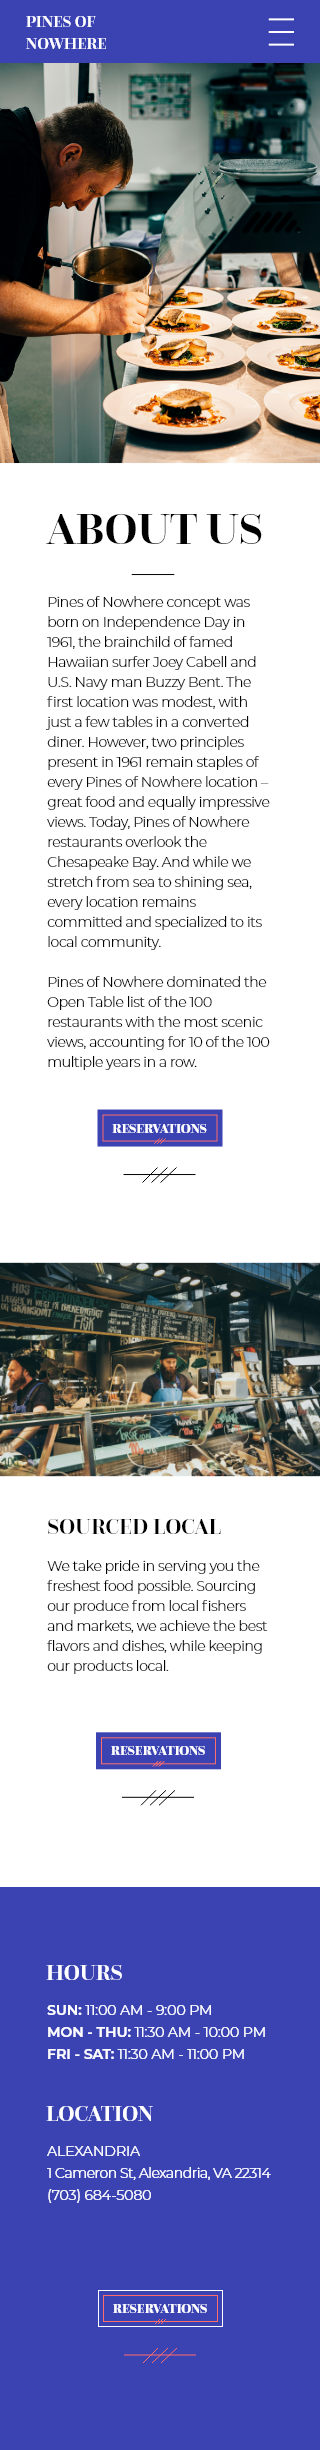 PINES OF
NOWHERE
ABOUT US
Pines of Nowhere concept was
born on Independence Day in
1961, the brainchild of famed
Hawaiian surfer Joey Cabell and
U.S. Navy man Buzzy Bent. The
first location was modest, with
just a few tables in a converted
diner. However, two principles
present in 1961 remain staples of
every Pines of Nowhere location –
great food and equally impressive
views. Today, Pines of Nowhere
restaurants overlook the
Chesapeake Bay. And while we
stretch from sea to shining sea,
every location remains
committed and specialized to its
local community.
Pines of Nowhere dominated the
Open Table list of the 100
restaurants with the most scenic
views, accounting for 10 of the 100
multiple years in a row.
RESERVATIONS
HOS
FISK
SOURCED LOCAL
We take pride in serving you the
freshest food possible. Sourcing
our produce from local fishers
and markets, we achieve the best
flavors and dishes, while keeping
our products local.
RESERVATIONS
HOURS
SUN: 11:00 AM - 9:00 PM
MON - THU: 11:30 AM - 10:00 PM
FRI - SAT: 11:30 AM - 11:00 PM
LOCATION
ALEXANDRIA
1 Cameron St, Alexandria, VA 22314
(703) 684-5080
RESERVATIONS